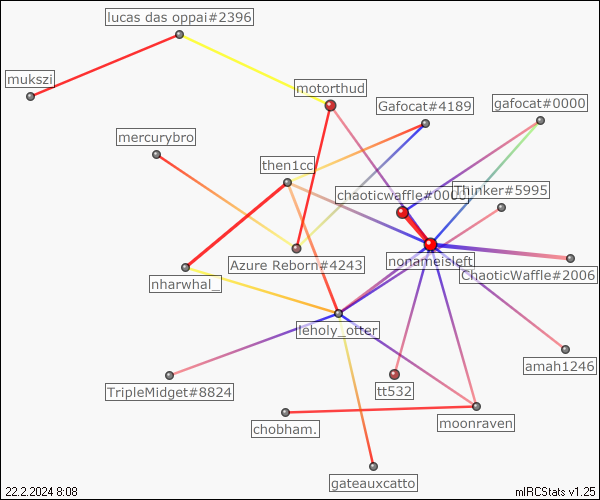 lucas das oppai#2396
mukszi
motorthud
Gafocat#4189
gafocat#0000
mercurybro
then1cc
chaoticwaffle#0000
Thinker#5995
Azure Reborn#4243
nonameisleft
ChaoticWaffle#2006
nharwhal_
leholy_otter
amah1246
TripleMidget#8824
tt532
chobham.
moonraven
gateauxcatto
22.2.2024 8:08
mIRCStats v1.25